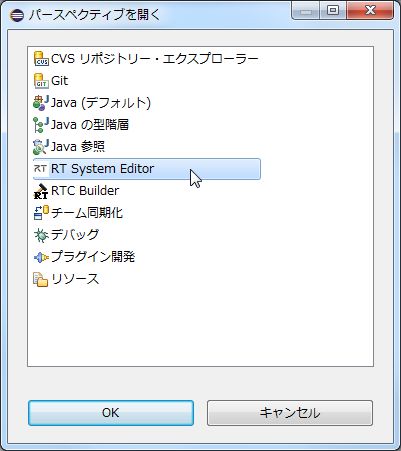 パースペクティブを開く
CVS リポジトリー・エクスプローラー
Git
Java (デフォルト)
Java の型階層
Java 参照
RT System Editor
RTC Builder
チーム同期化
デバッグ
プラグイン開発
リソース
OK
キャンセル